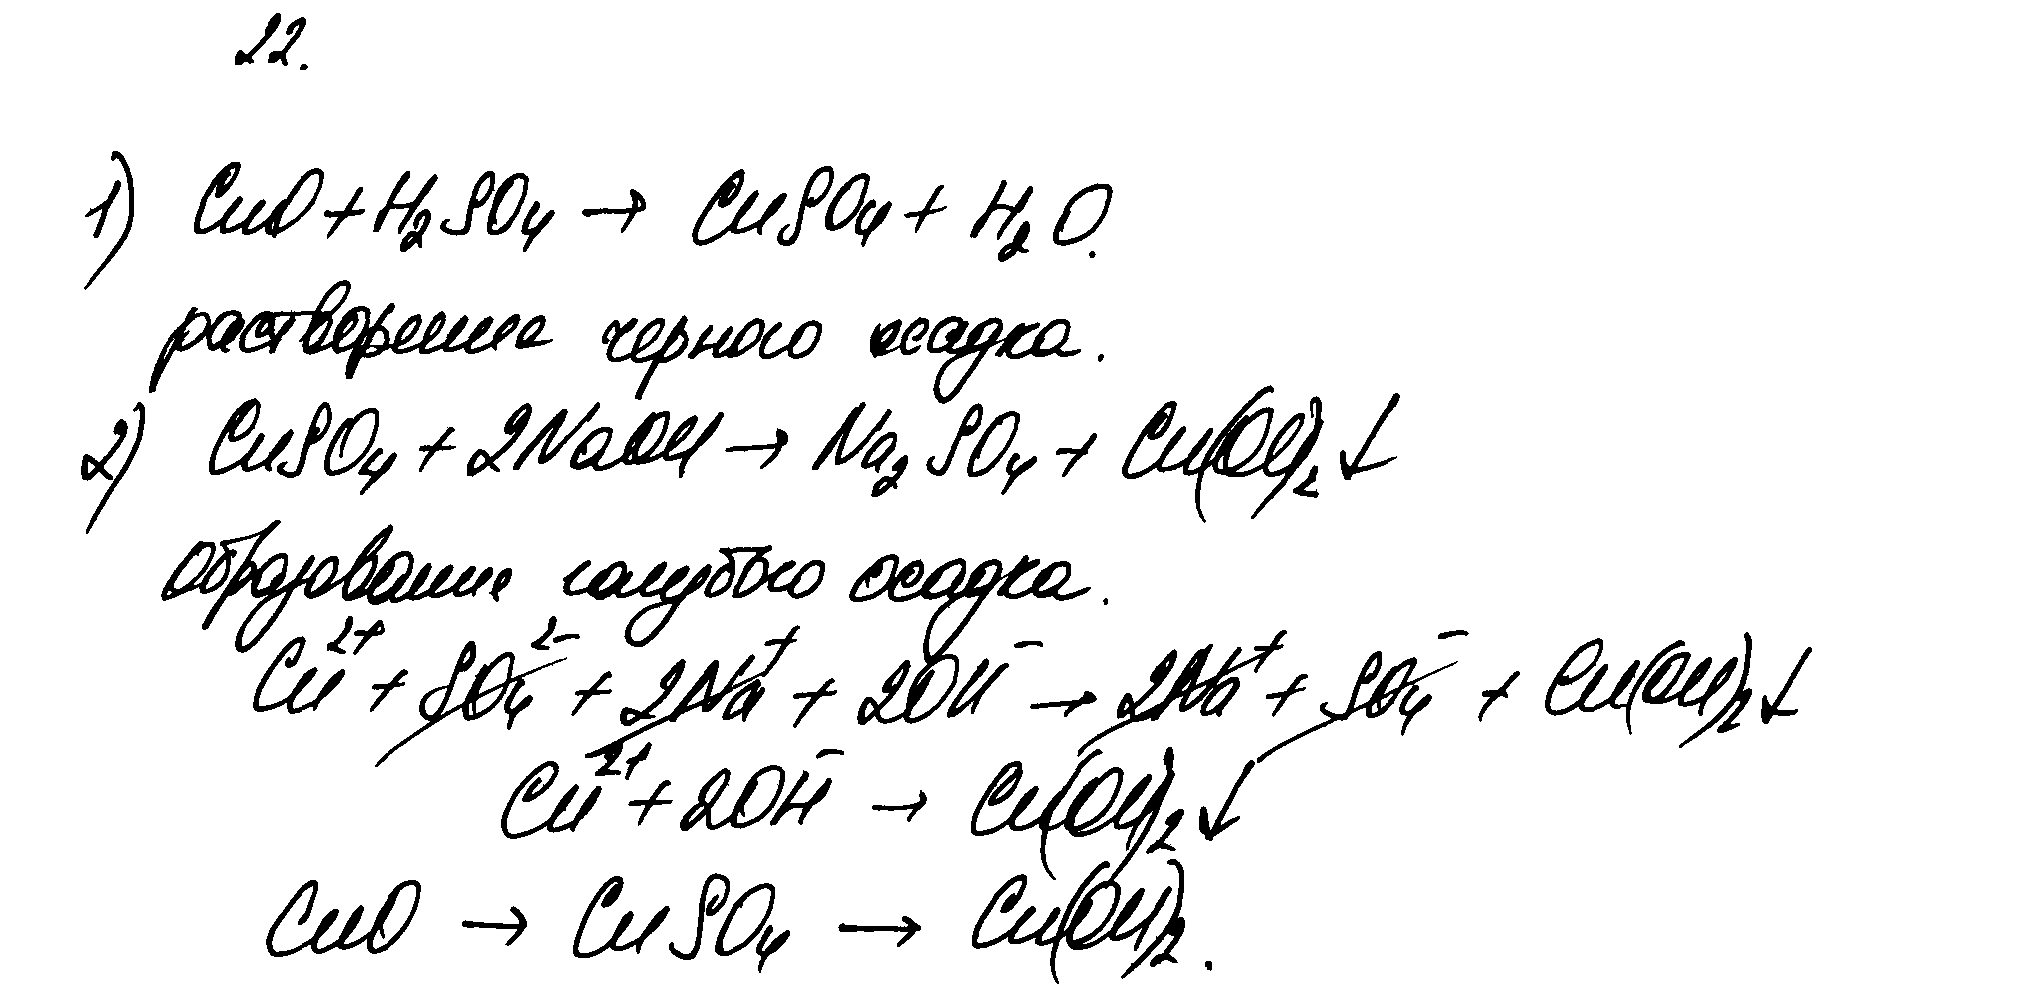 22.
1) CuO + H₂SO₄ → CuSO₄ + H₂O.
растворение черного осадка.
2) CuSO₄ + 2NaOH → Na₂SO₄ + Cu(OH)₂↓
образование голубого осадка.
Cu²⁺ + SO₄²⁻ + 2Na⁺ + 2OH⁻ → 2Na⁺ + SO₄⁻ + Cu(OH)₂↓
Cu²⁺ + 2OH⁻ → Cu(OH)₂↓
CuO → CuSO₄ → Cu(OH)₂.